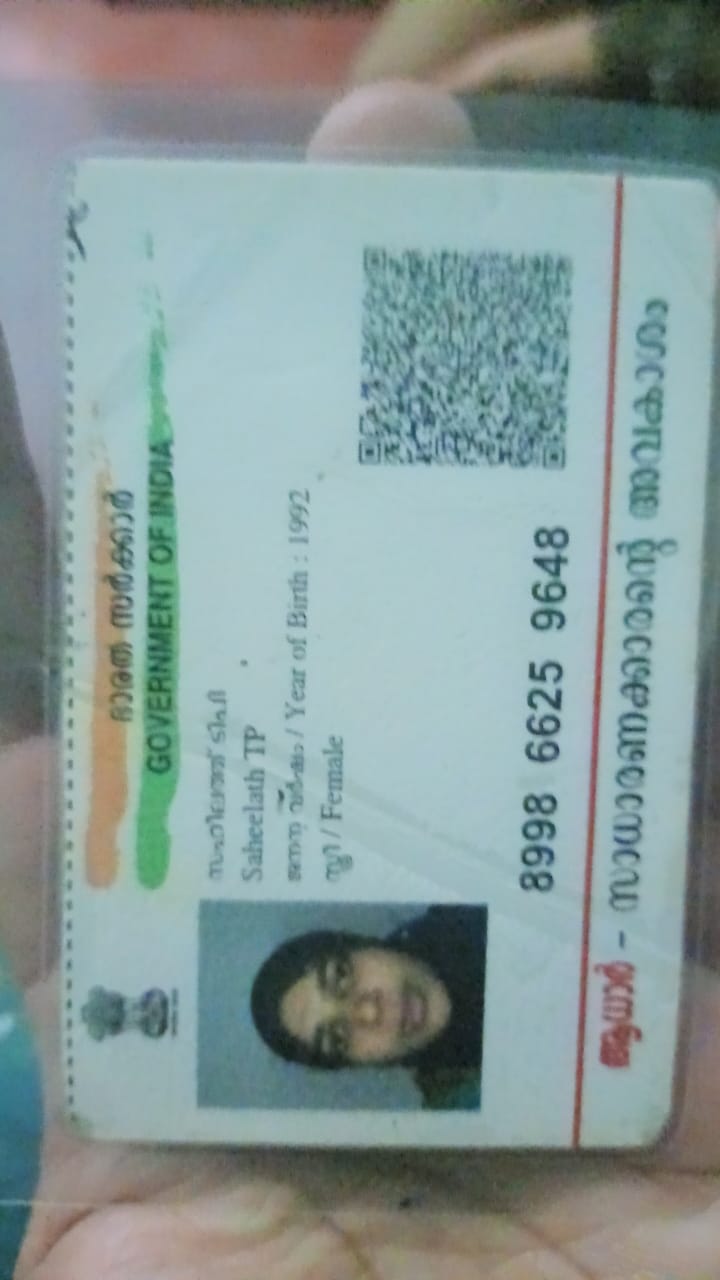 ഭാരത സർക്കാർ
GOVERNMENT OF INDIA
സഹീലത്ത് ടിപി
Saheelath TP
ജനന വർഷം / Year of Birth : 1992
സ്ത്രീ / Female
8998 6625 9648
ആധാർ - സാധാരണക്കാരന്റെ അവകാശം